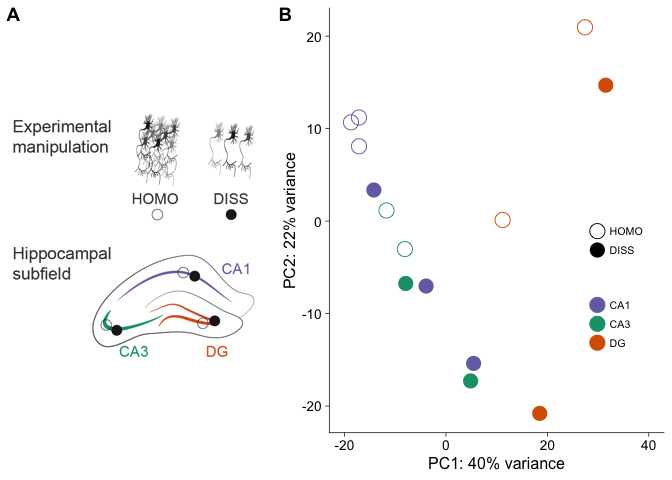 A
Experimental
manipulation
HOMO
DISS
Hippocampal
subfield
CA1
CA3
DG
B
PC2: 22% variance
20
10
0
-10
-20
-20
0
20
40
PC1: 40% variance
HOMO
DISS
CA1
CA3
DG